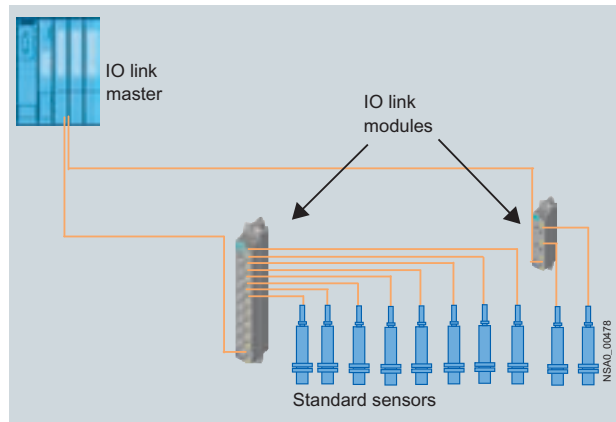 IO link
master
IO link
modules
Standard sensors
NSA0_00478